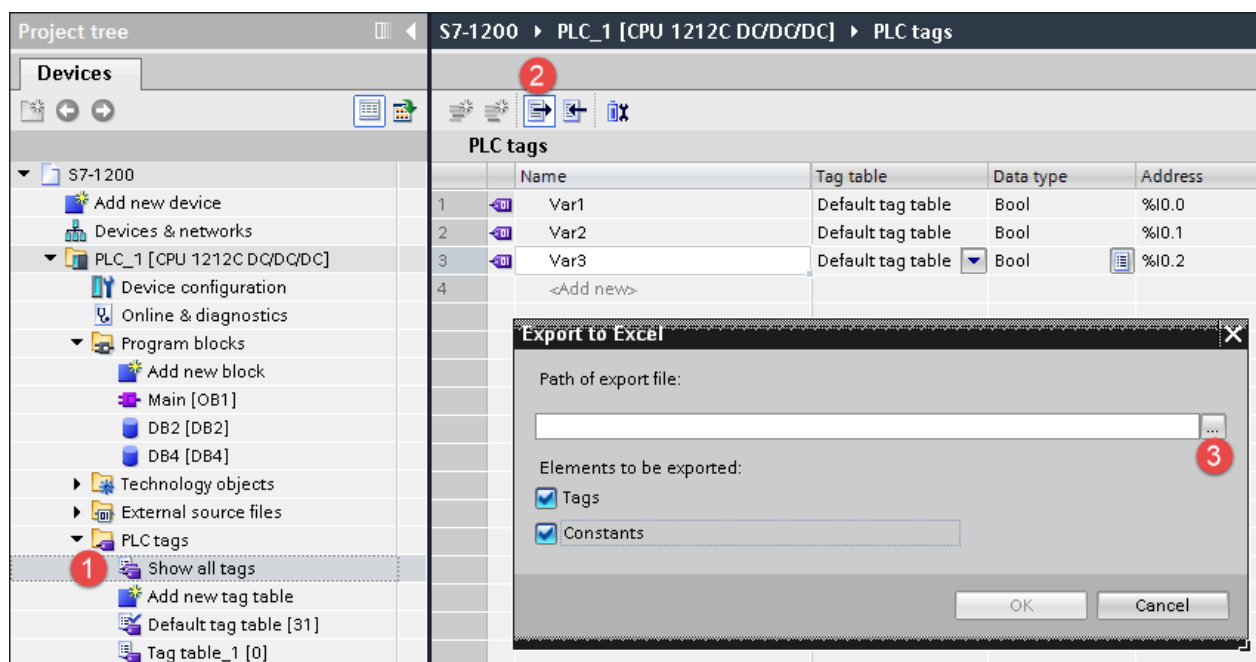 Project tree
Devices
S7-1200
Add new device
Devices & networks
PLC_1 [CPU 1212C DC/DC/DC]
Device configuration
Online & diagnostics
Program blocks
Add new block
Main [OB1]
DB2 [DB2]
DB4 [DB4]
Technology objects
External source files
PLC tags
1
Show all tags
Add new tag table
Default tag table [31]
Tag table_1 [0]
S7-1200 PLC_1 [CPU 1212C DC/DC/DC] PLC tags
2
PLC tags
Name Tag table Data type Address
1 Var1 Default tag table Bool %I0.0
2 Var2 Default tag table Bool %I0.1
3 Var3 Default tag table Bool %I0.2
4 <Add new>
Export to Excel
Path of export file:
...
3
Elements to be exported:
Tags
Constants
OK Cancel